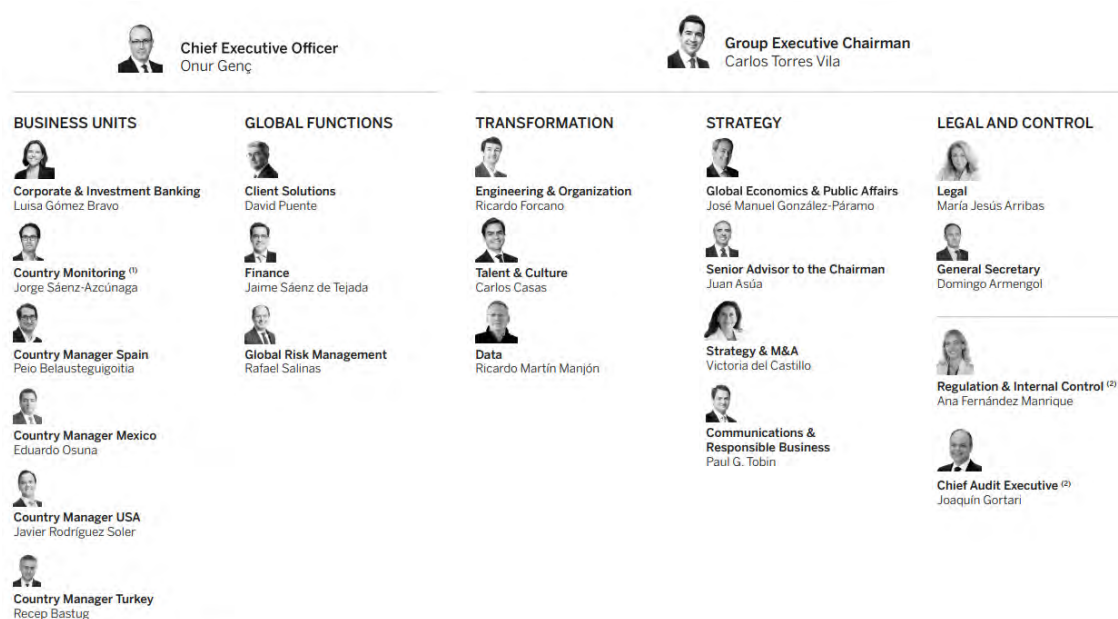 Chief Executive Officer
Onur Genç
Group Executive Chairman
Carlos Torres Vila
BUSINESS UNITS
Corporate & Investment Banking
Luisa Gómez Bravo
Country Monitoring (1)
Jorge Sáenz-Azcúnaga
Country Manager Spain
Peio Belausteguigoitia
Country Manager Mexico
Eduardo Osuna
Country Manager USA
Javier Rodríguez Soler
Country Manager Turkey
Recep Bastug
GLOBAL FUNCTIONS
Client Solutions
David Puente
Finance
Jaime Sáenz de Tejada
Global Risk Management
Rafael Salinas
TRANSFORMATION
Engineering & Organization
Ricardo Forcano
Talent & Culture
Carlos Casas
Data
Ricardo Martín Manjón
STRATEGY
Global Economics & Public Affairs
José Manuel González-Páramo
Senior Advisor to the Chairman
Juan Asúa
Strategy & M&A
Victoria del Castillo
Communications &
Responsible Business
Paul G. Tobin
LEGAL AND CONTROL
Legal
María Jesús Arribas
General Secretary
Domingo Armengol
Regulation & Internal Control (2)
Ana Fernández Manrique
Chief Audit Executive (2)
Joaquín Gortari